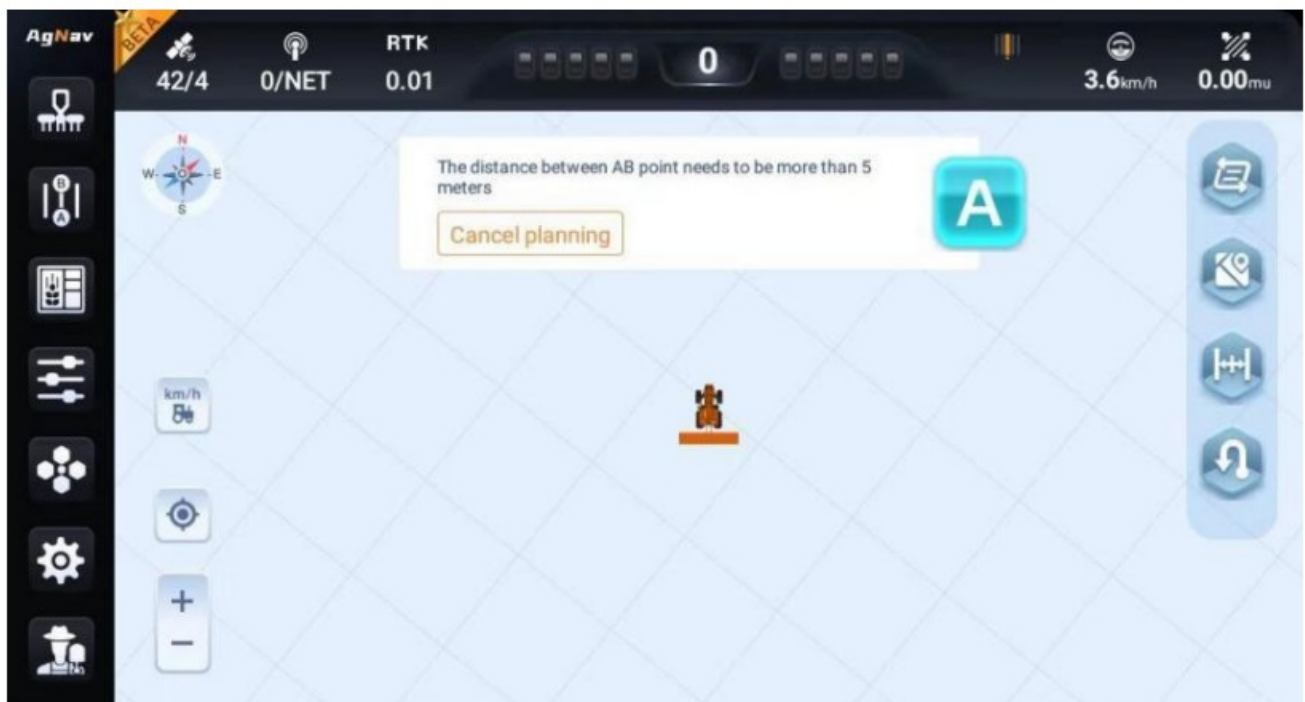 AgNav
BETA
42/4
0/NET
RTK
0.01
0
3.6km/h
0.00mu
N
W
E
S
The distance between AB point needs to be more than 5
meters
Cancel planning
A
B
A
km/h
+
−